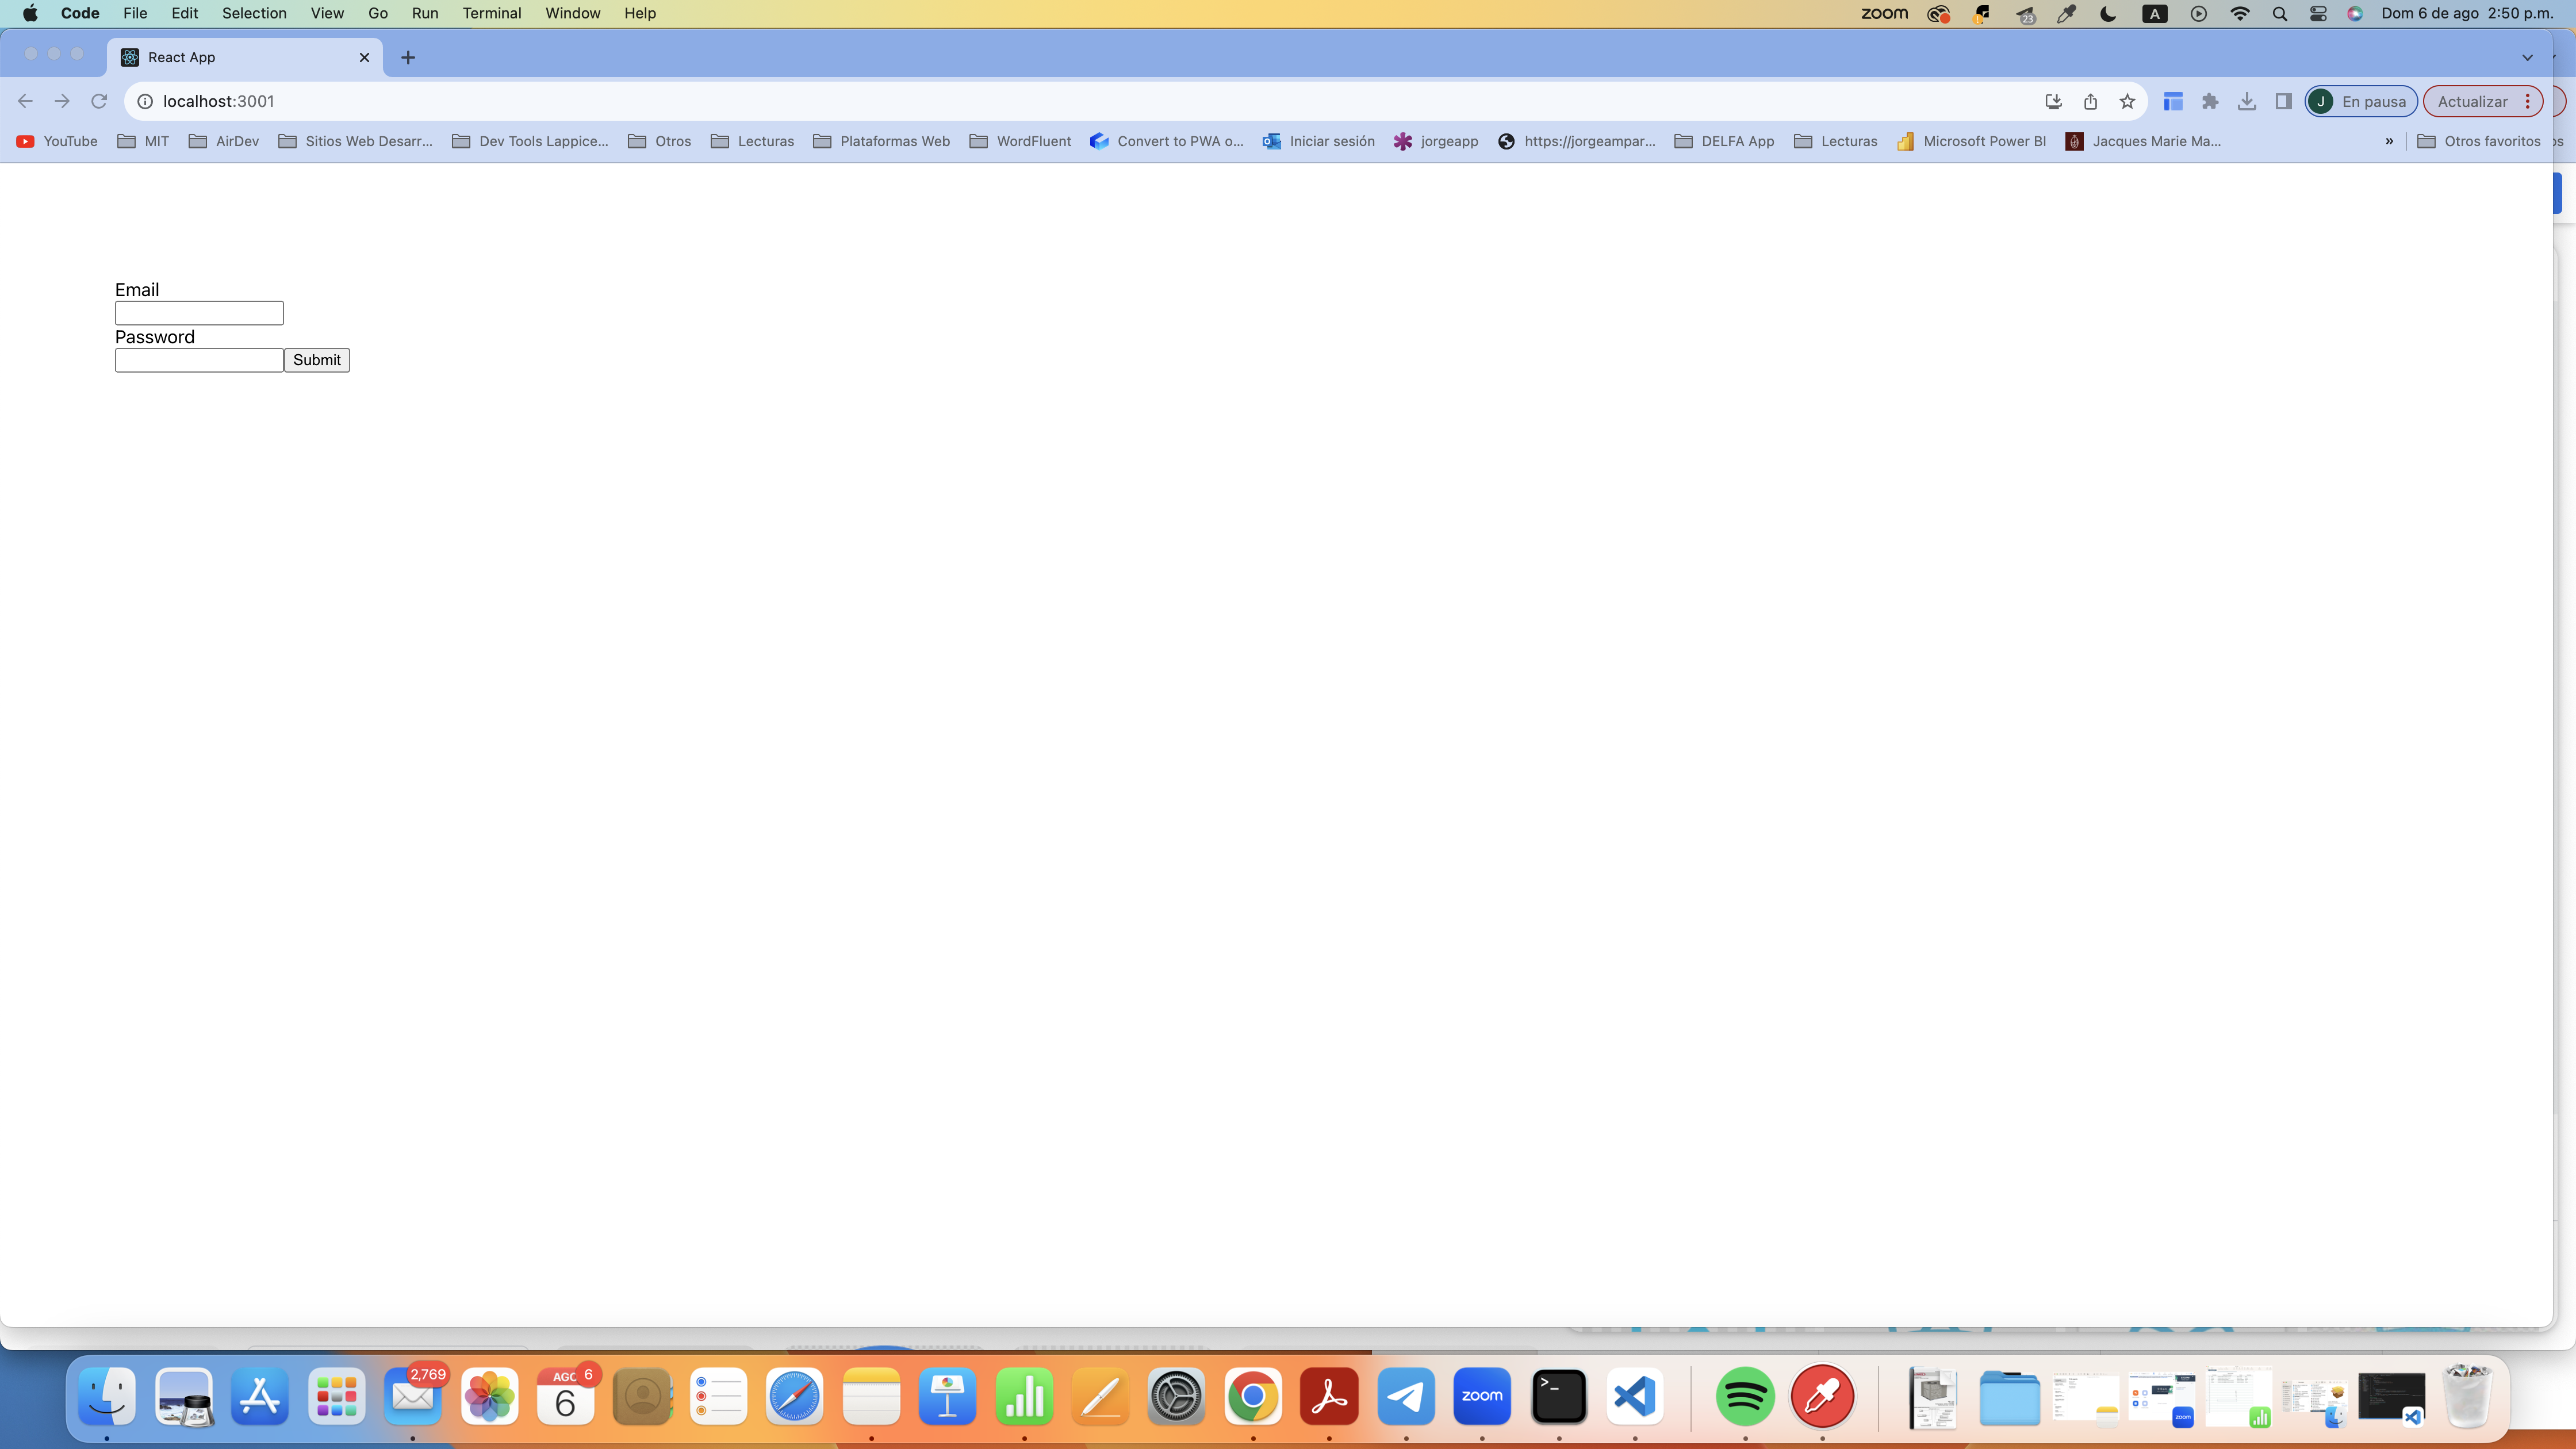 Code File Edit Selection View Go Run Terminal Window Help zoom 23 A Dom 6 de ago 2:50 p.m.
React App
localhost:3001 J En pausa Actualizar
YouTube MIT AirDev Sitios Web Desarr... Dev Tools Lappice... Otros Lecturas Plataformas Web WordFluent Convert to PWA o... Iniciar sesión jorgeapp https://jorgeampar... DELFA App Lecturas Microsoft Power BI Jacques Marie Ma... » Otros favoritos os
Email
Password
Submit
2,769 AGO 6 6 zoom >_ zoom